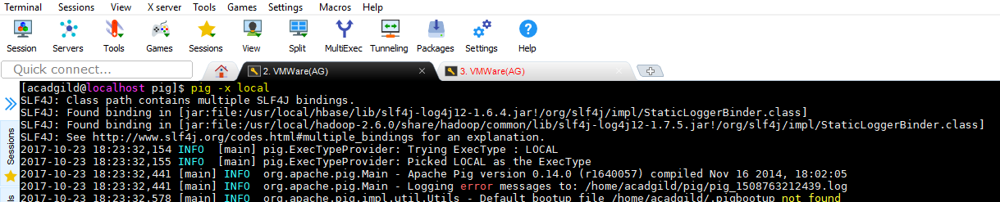 Terminal Sessions View X server Tools Games Settings Macros Help
Session Servers Tools Games Sessions View Split MultiExec Tunneling Packages Settings Help
Quick connect... 2. VMWare(AG) 3. VMWare(AG)
[acadgild@localhost pig]$ pig -x local
SLF4J: Class path contains multiple SLF4J bindings.
SLF4J: Found binding in [jar:file:/usr/local/hbase/lib/slf4j-log4j12-1.6.4.jar!/org/slf4j/impl/StaticLoggerBinder.class]
SLF4J: Found binding in [jar:file:/usr/local/hadoop-2.6.0/share/hadoop/common/lib/slf4j-log4j12-1.7.5.jar!/org/slf4j/impl/StaticLoggerBinder.class]
SLF4J: See http://www.slf4j.org/codes.html#multiple_bindings for an explanation.
2017-10-23 18:23:32,154 INFO [main] pig.ExecTypeProvider: Trying ExecType : LOCAL
2017-10-23 18:23:32,155 INFO [main] pig.ExecTypeProvider: Picked LOCAL as the ExecType
2017-10-23 18:23:32,441 [main] INFO org.apache.pig.Main - Apache Pig version 0.14.0 (r1640057) compiled Nov 16 2014, 18:02:05
2017-10-23 18:23:32,441 [main] INFO org.apache.pig.Main - Logging error messages to: /home/acadgild/pig/pig_1508763212439.log
2017-10-23 18:23:32,578 [main] INFO org.apache.pig.impl.util.Utils - Default bootup file /home/acadgild/.pigbootup not found
Sessions